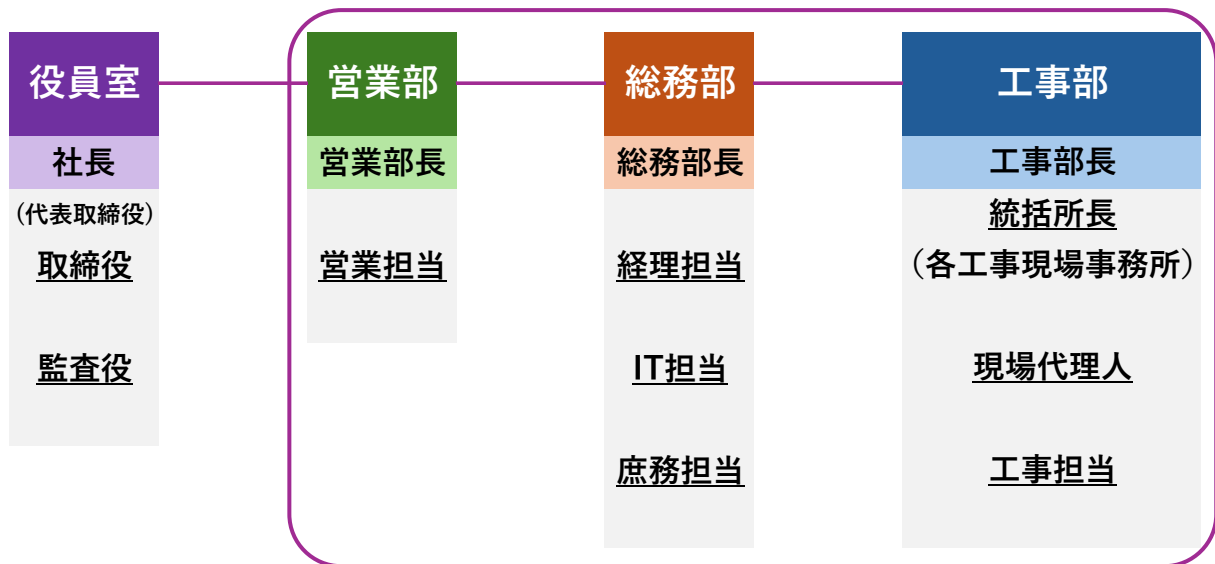 役員室
社長
(代表取締役)
取締役
監査役
営業部
営業部長
営業担当
総務部
総務部長
経理担当
IT担当
庶務担当
工事部
工事部長
統括所長
（各工事現場事務所）
現場代理人
工事担当